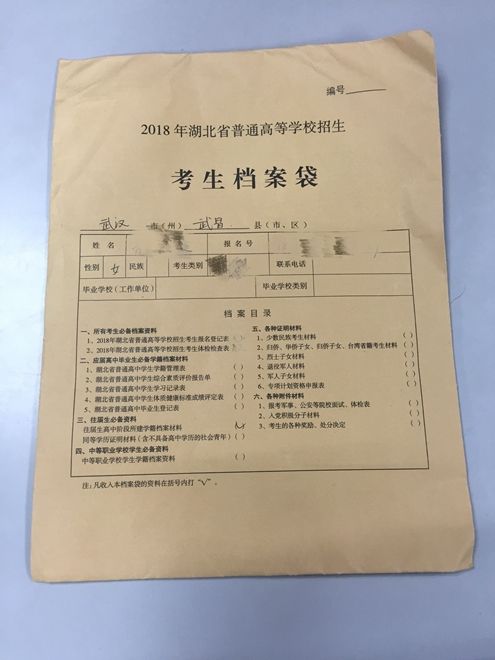 编号
2018年湖北省普通高等学校招生
考生档案袋
武汉 市(州) 武昌 县(市、区)
姓名 报名号
性别 女 民族 考生类别 联系电话
毕业学校(工作单位) 毕业学校类别
档案目录
一、所有考生必备档案资料
1、2018年湖北省普通高等学校招生考生报名登记表 ( )
2、2018年湖北省普通高等学校招生考生体检检查表 ( )
二、应届高中毕业生必备学籍档案材料
1、湖北省普通高中学生学籍管理表 ( )
2、湖北省普通高中学生综合素质评价报告单 ( )
3、湖北省普通高中学生学习记录表 ( )
4、湖北省普通高中学生体质健康标准成绩评定表 ( )
5、湖北省普通高中毕业生登记表 ( )
三、往届生必备资料
往届生高中阶段所建学籍档案材料 (√)
同等学历证明材料(含不具备高中学历的社会青年) ( )
四、中等职业学校学生必备资料
中等职业学校学生学籍档案资料 ( )
五、各种证明材料
1、少数民族考生材料 ( )
2、归侨、华侨子女、归侨子女、台湾省籍考生材料 ( )
3、烈士子女材料 ( )
4、退役军人材料 ( )
5、军人子女材料 ( )
6、专项计划资格申报表 ( )
六、各种附件材料
1、报考军事、公安等院校面试、体检表 ( )
2、入党积极分子材料 ( )
3、考生的各种奖励、处分决定 ( )
注:凡收入本档案袋的资料在括号内打“√”。